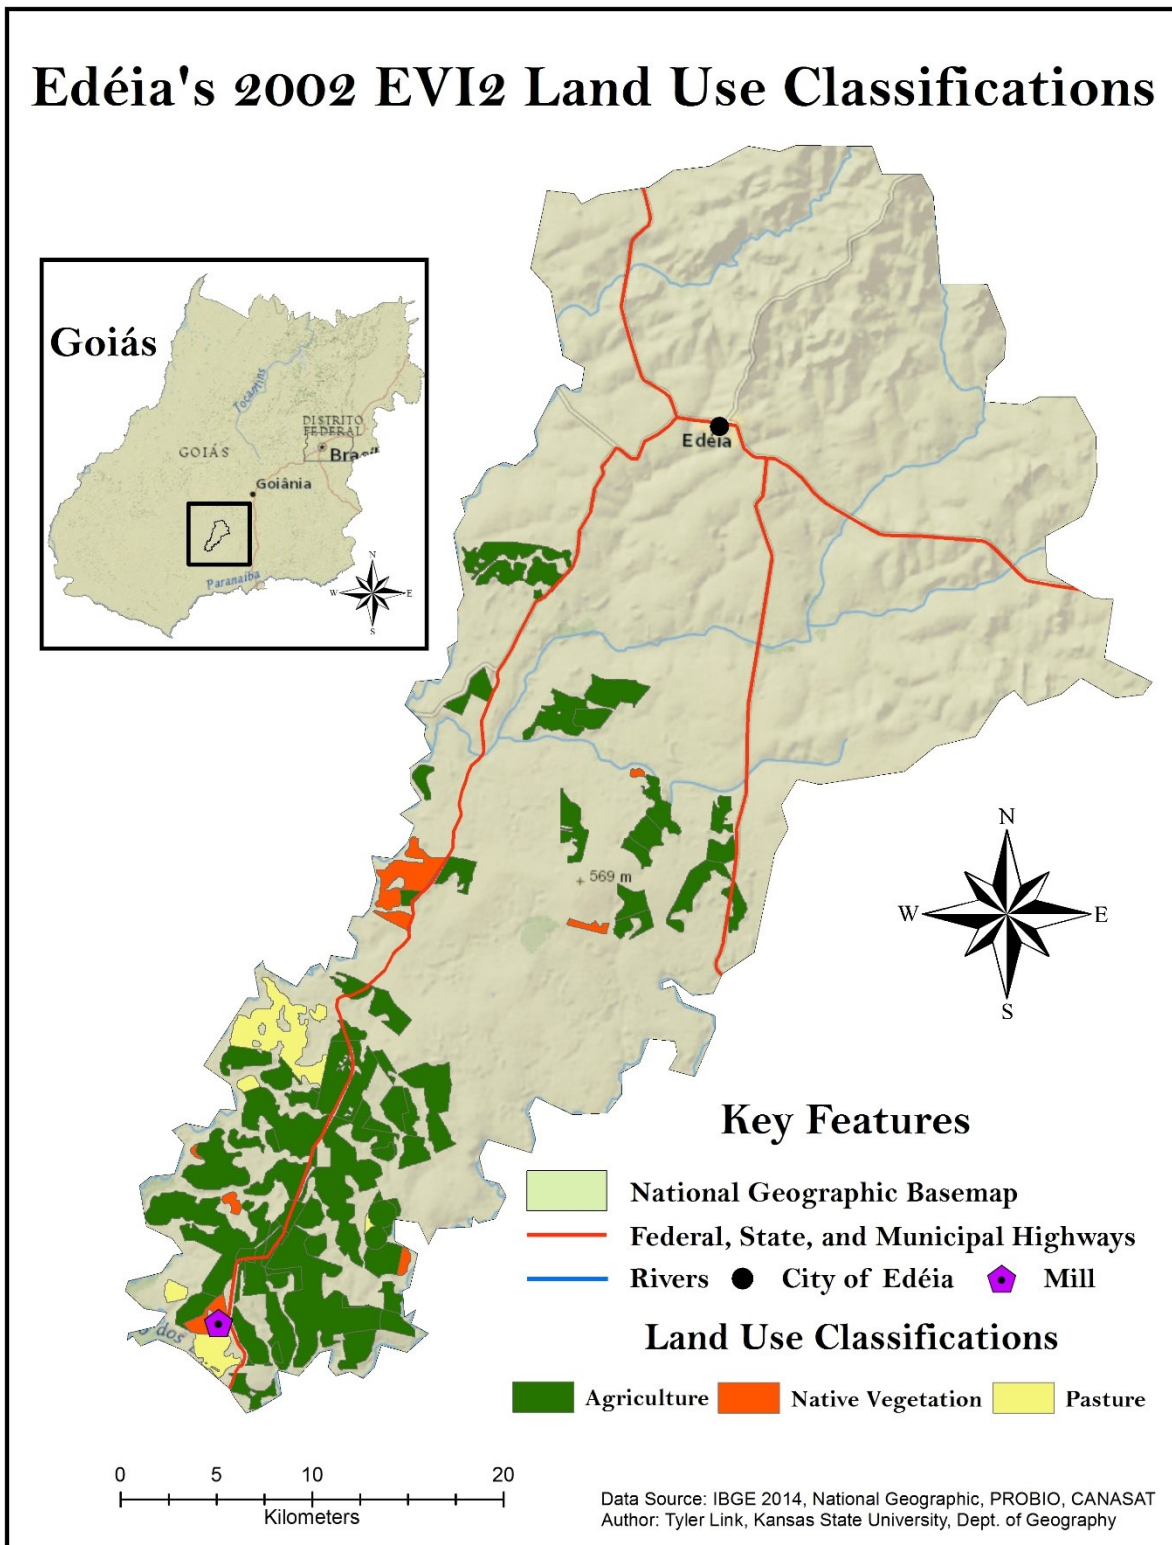 Edéia's 2002 EVI2 Land Use Classifications
Goiás
Tocantins
DISTRITO
FEDERAL
GOIÁS
Goiânia
Paranaíba
N
W E
S
Edéia
569 m
N
W E
S
dos
Key Features
National Geographic Basemap
Federal, State, and Municipal Highways
Rivers City of Edéia Mill
Land Use Classifications
Agriculture Native Vegetation Pasture
0 5 10 20
Kilometers
Data Source: IBGE 2014, National Geographic, PROBIO, CANASAT
Author: Tyler Link, Kansas State University, Dept. of Geography